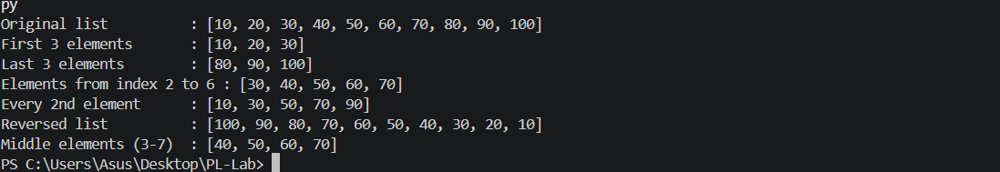 py
Original list          : [10, 20, 30, 40, 50, 60, 70, 80, 90, 100]
First 3 elements       : [10, 20, 30]
Last 3 elements        : [80, 90, 100]
Elements from index 2 to 6 : [30, 40, 50, 60, 70]
Every 2nd element      : [10, 30, 50, 70, 90]
Reversed list          : [100, 90, 80, 70, 60, 50, 40, 30, 20, 10]
Middle elements (3-7)  : [40, 50, 60, 70]
PS C:\Users\Asus\Desktop\PL-Lab>